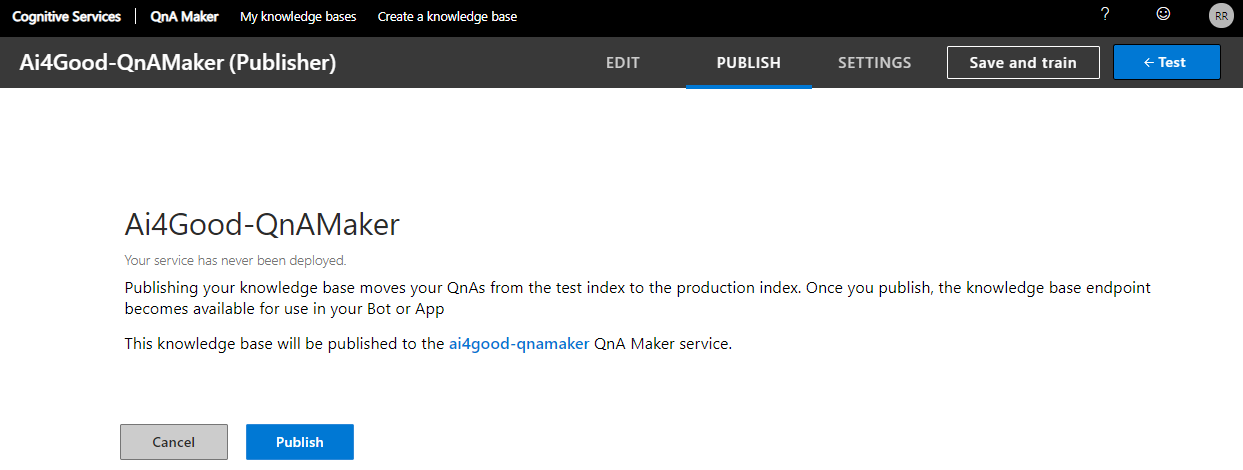 Cognitive Services | QnA Maker My knowledge bases Create a knowledge base ? RR
Ai4Good-QnAMaker (Publisher) EDIT PUBLISH SETTINGS Save and train ← Test
Ai4Good-QnAMaker
Your service has never been deployed.
Publishing your knowledge base moves your QnAs from the test index to the production index. Once you publish, the knowledge base endpoint
becomes available for use in your Bot or App
This knowledge base will be published to the ai4good-qnamaker QnA Maker service.
Cancel Publish